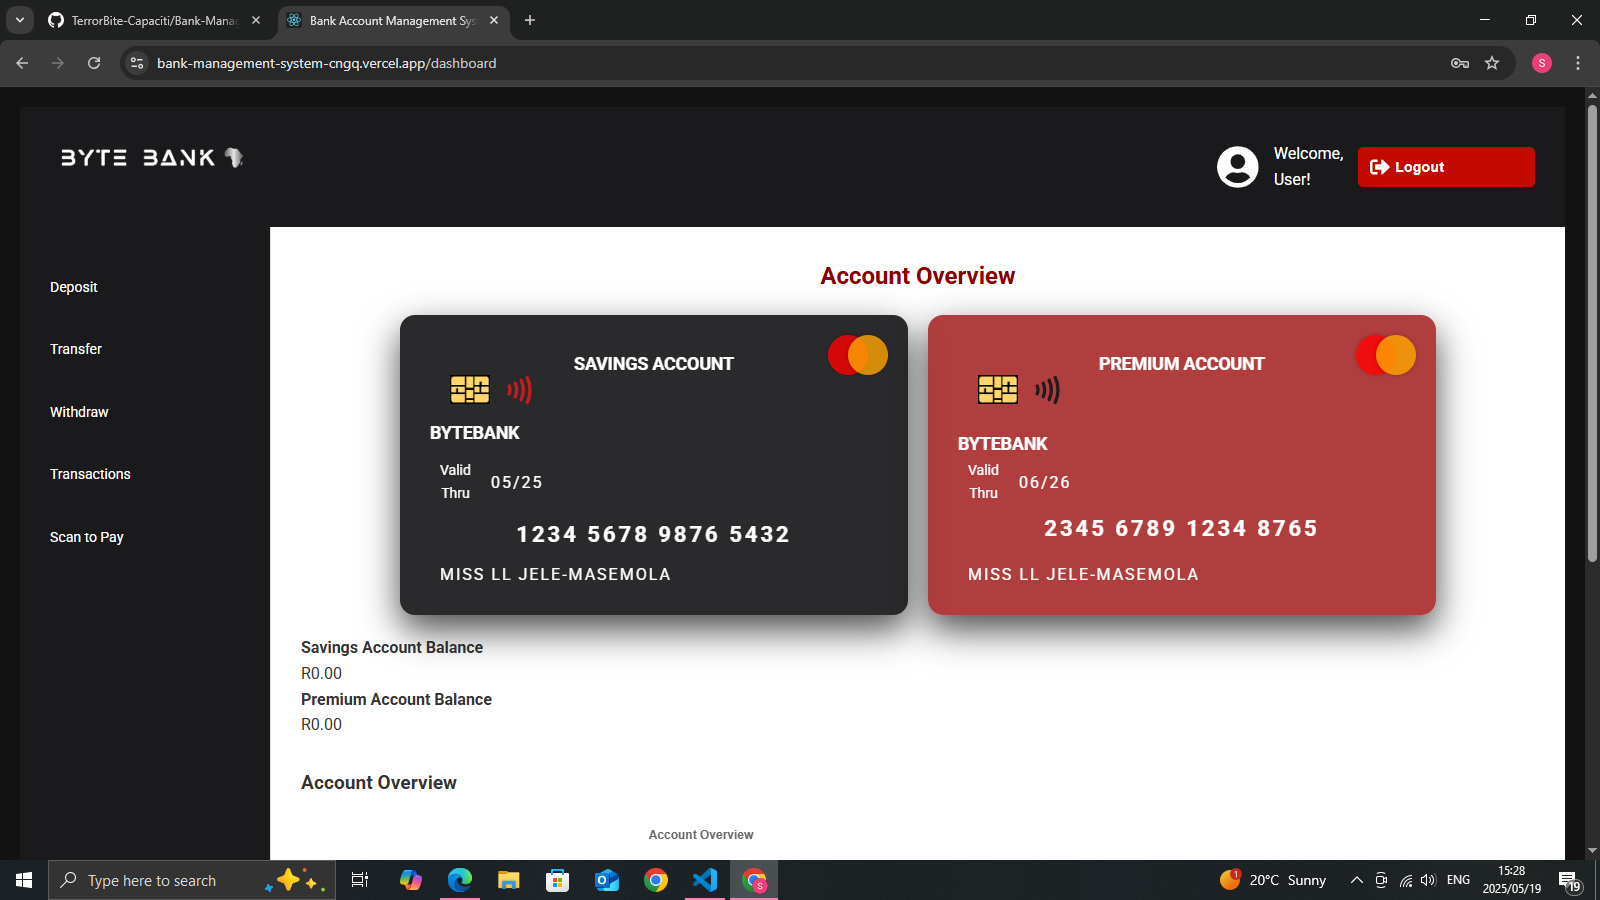 TerrorBite-Capaciti/Bank-Manag
Bank Account Management Sys
bank-management-system-cngq.vercel.app/dashboard
S
BYTE BANK
Welcome,
User!
Logout
Deposit
Transfer
Withdraw
Transactions
Scan to Pay
Account Overview
SAVINGS ACCOUNT
BYTEBANK
Valid
Thru
05/25
1234 5678 9876 5432
MISS LL JELE-MASEMOLA
PREMIUM ACCOUNT
BYTEBANK
Valid
Thru
06/26
2345 6789 1234 8765
MISS LL JELE-MASEMOLA
Savings Account Balance
R0.00
Premium Account Balance
R0.00
Account Overview
Account Overview
Type here to search
S
1
20°C Sunny
ENG
15:28
2025/05/19
19